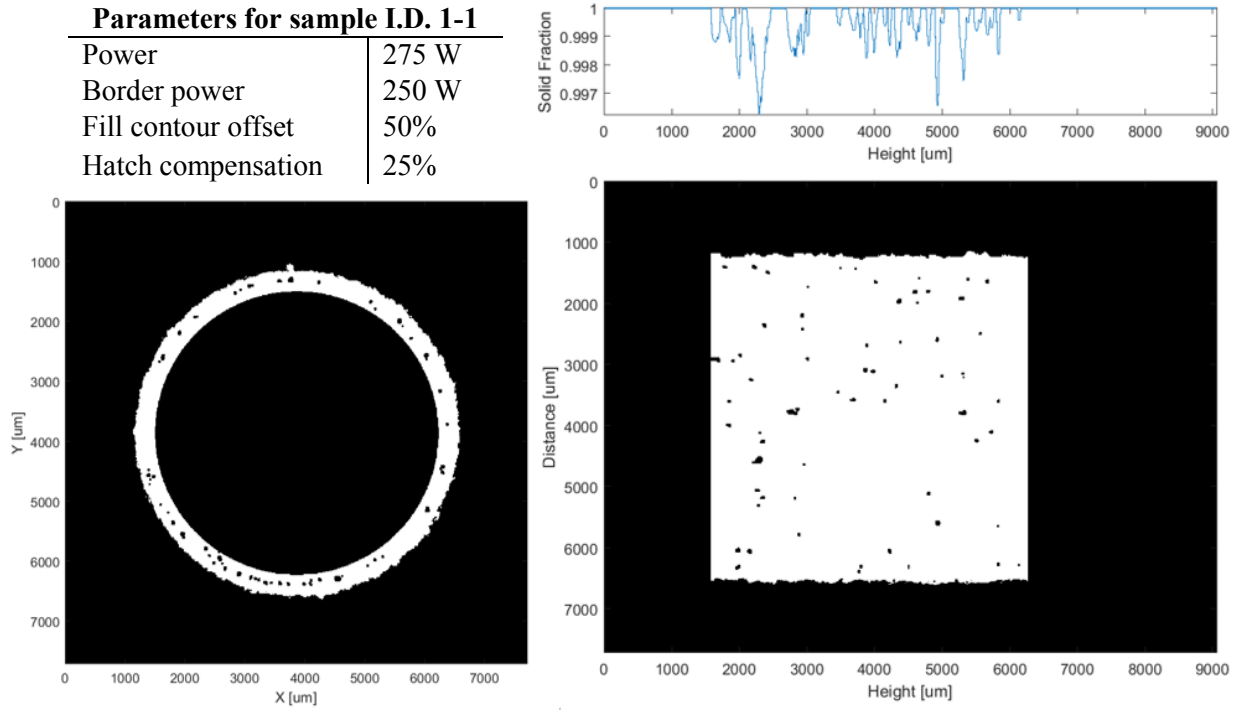 Parameters for sample I.D. 1-1
Power 275 W
Border power 250 W
Fill contour offset 50%
Hatch compensation 25%
1
0.999
0.998
0.997
Solid Fraction
0 1000 2000 3000 4000 5000 6000 7000 8000 9000
Height [um]
0
1000
2000
3000
4000
5000
6000
7000
Y [um]
0 1000 2000 3000 4000 5000 6000 7000
X [um]
0
1000
2000
3000
4000
5000
6000
7000
Distance [um]
0 1000 2000 3000 4000 5000 6000 7000 8000 9000
Height [um]